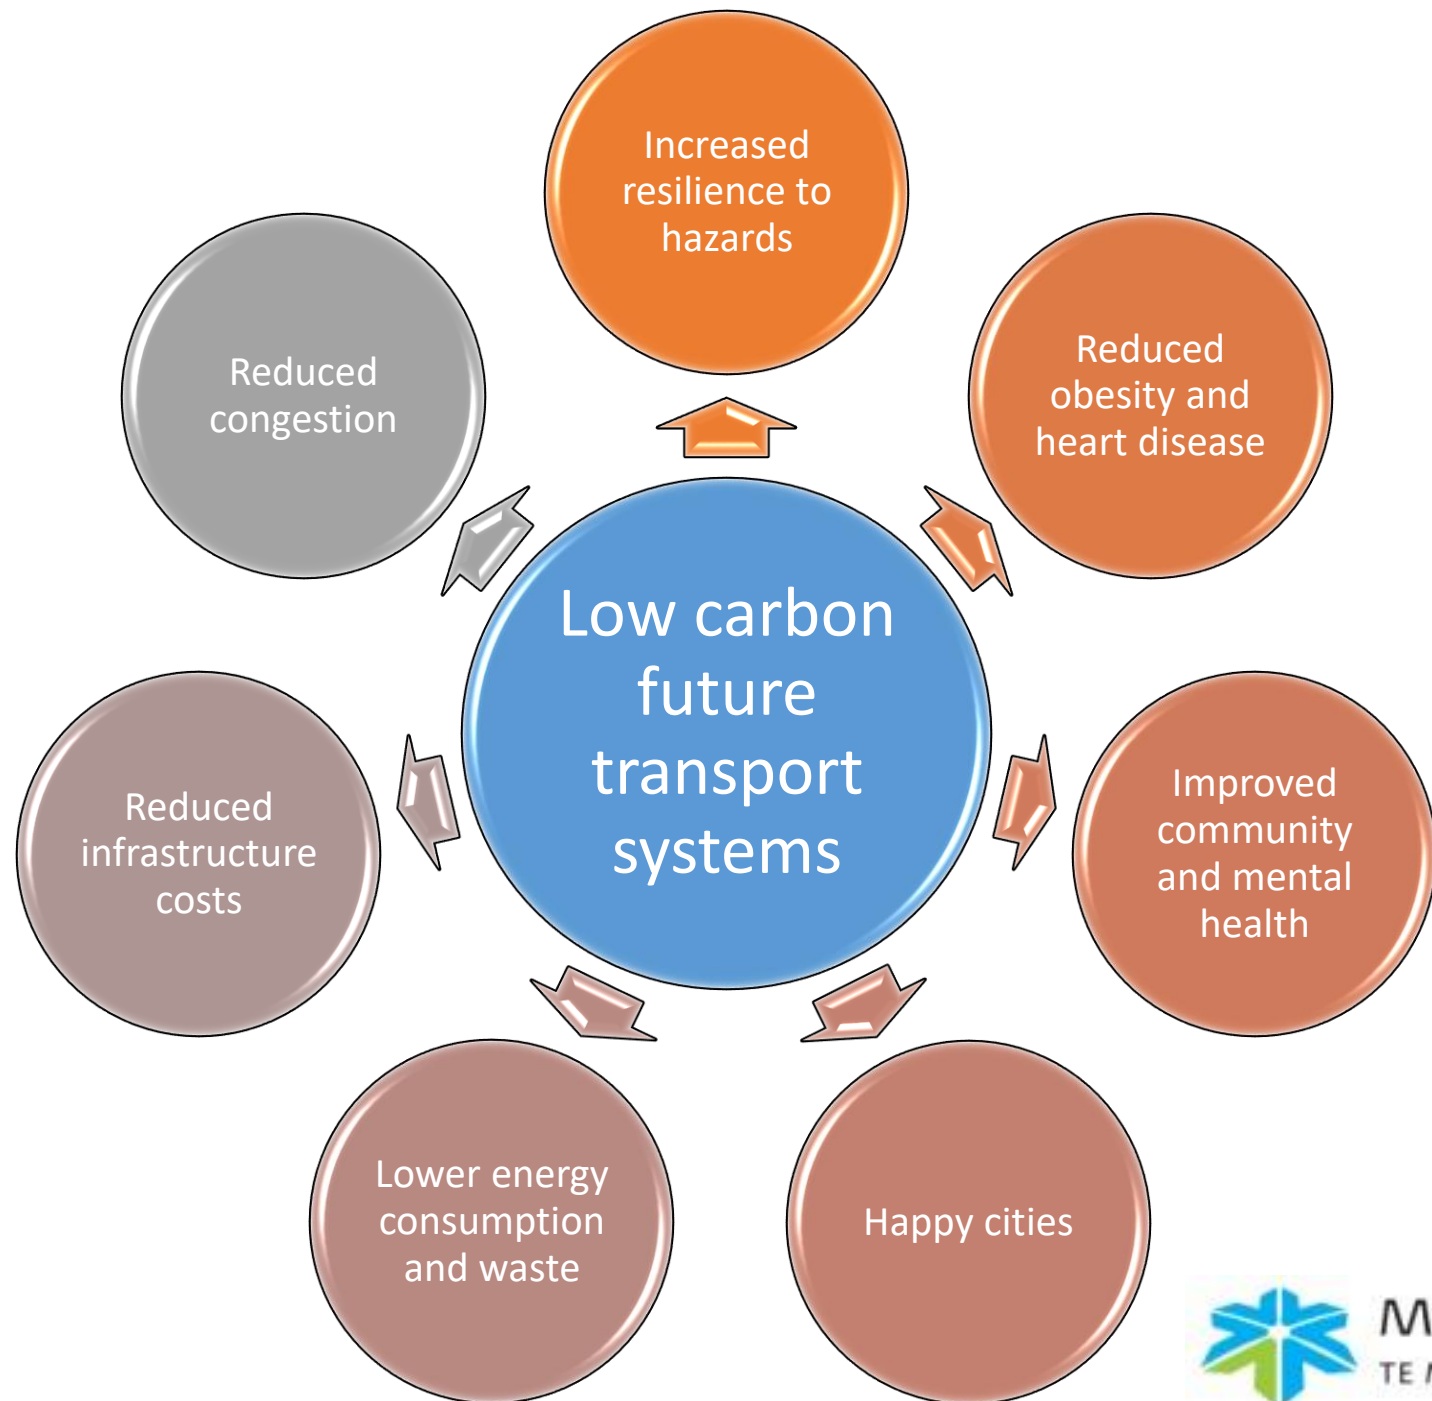 Increased
resilience to
hazards
Reduced
obesity and
heart disease
Improved
community
and mental
health
Happy cities
Lower energy
consumption
and waste
Reduced
infrastructure
costs
Reduced
congestion
Low carbon
future
transport
systems
TE